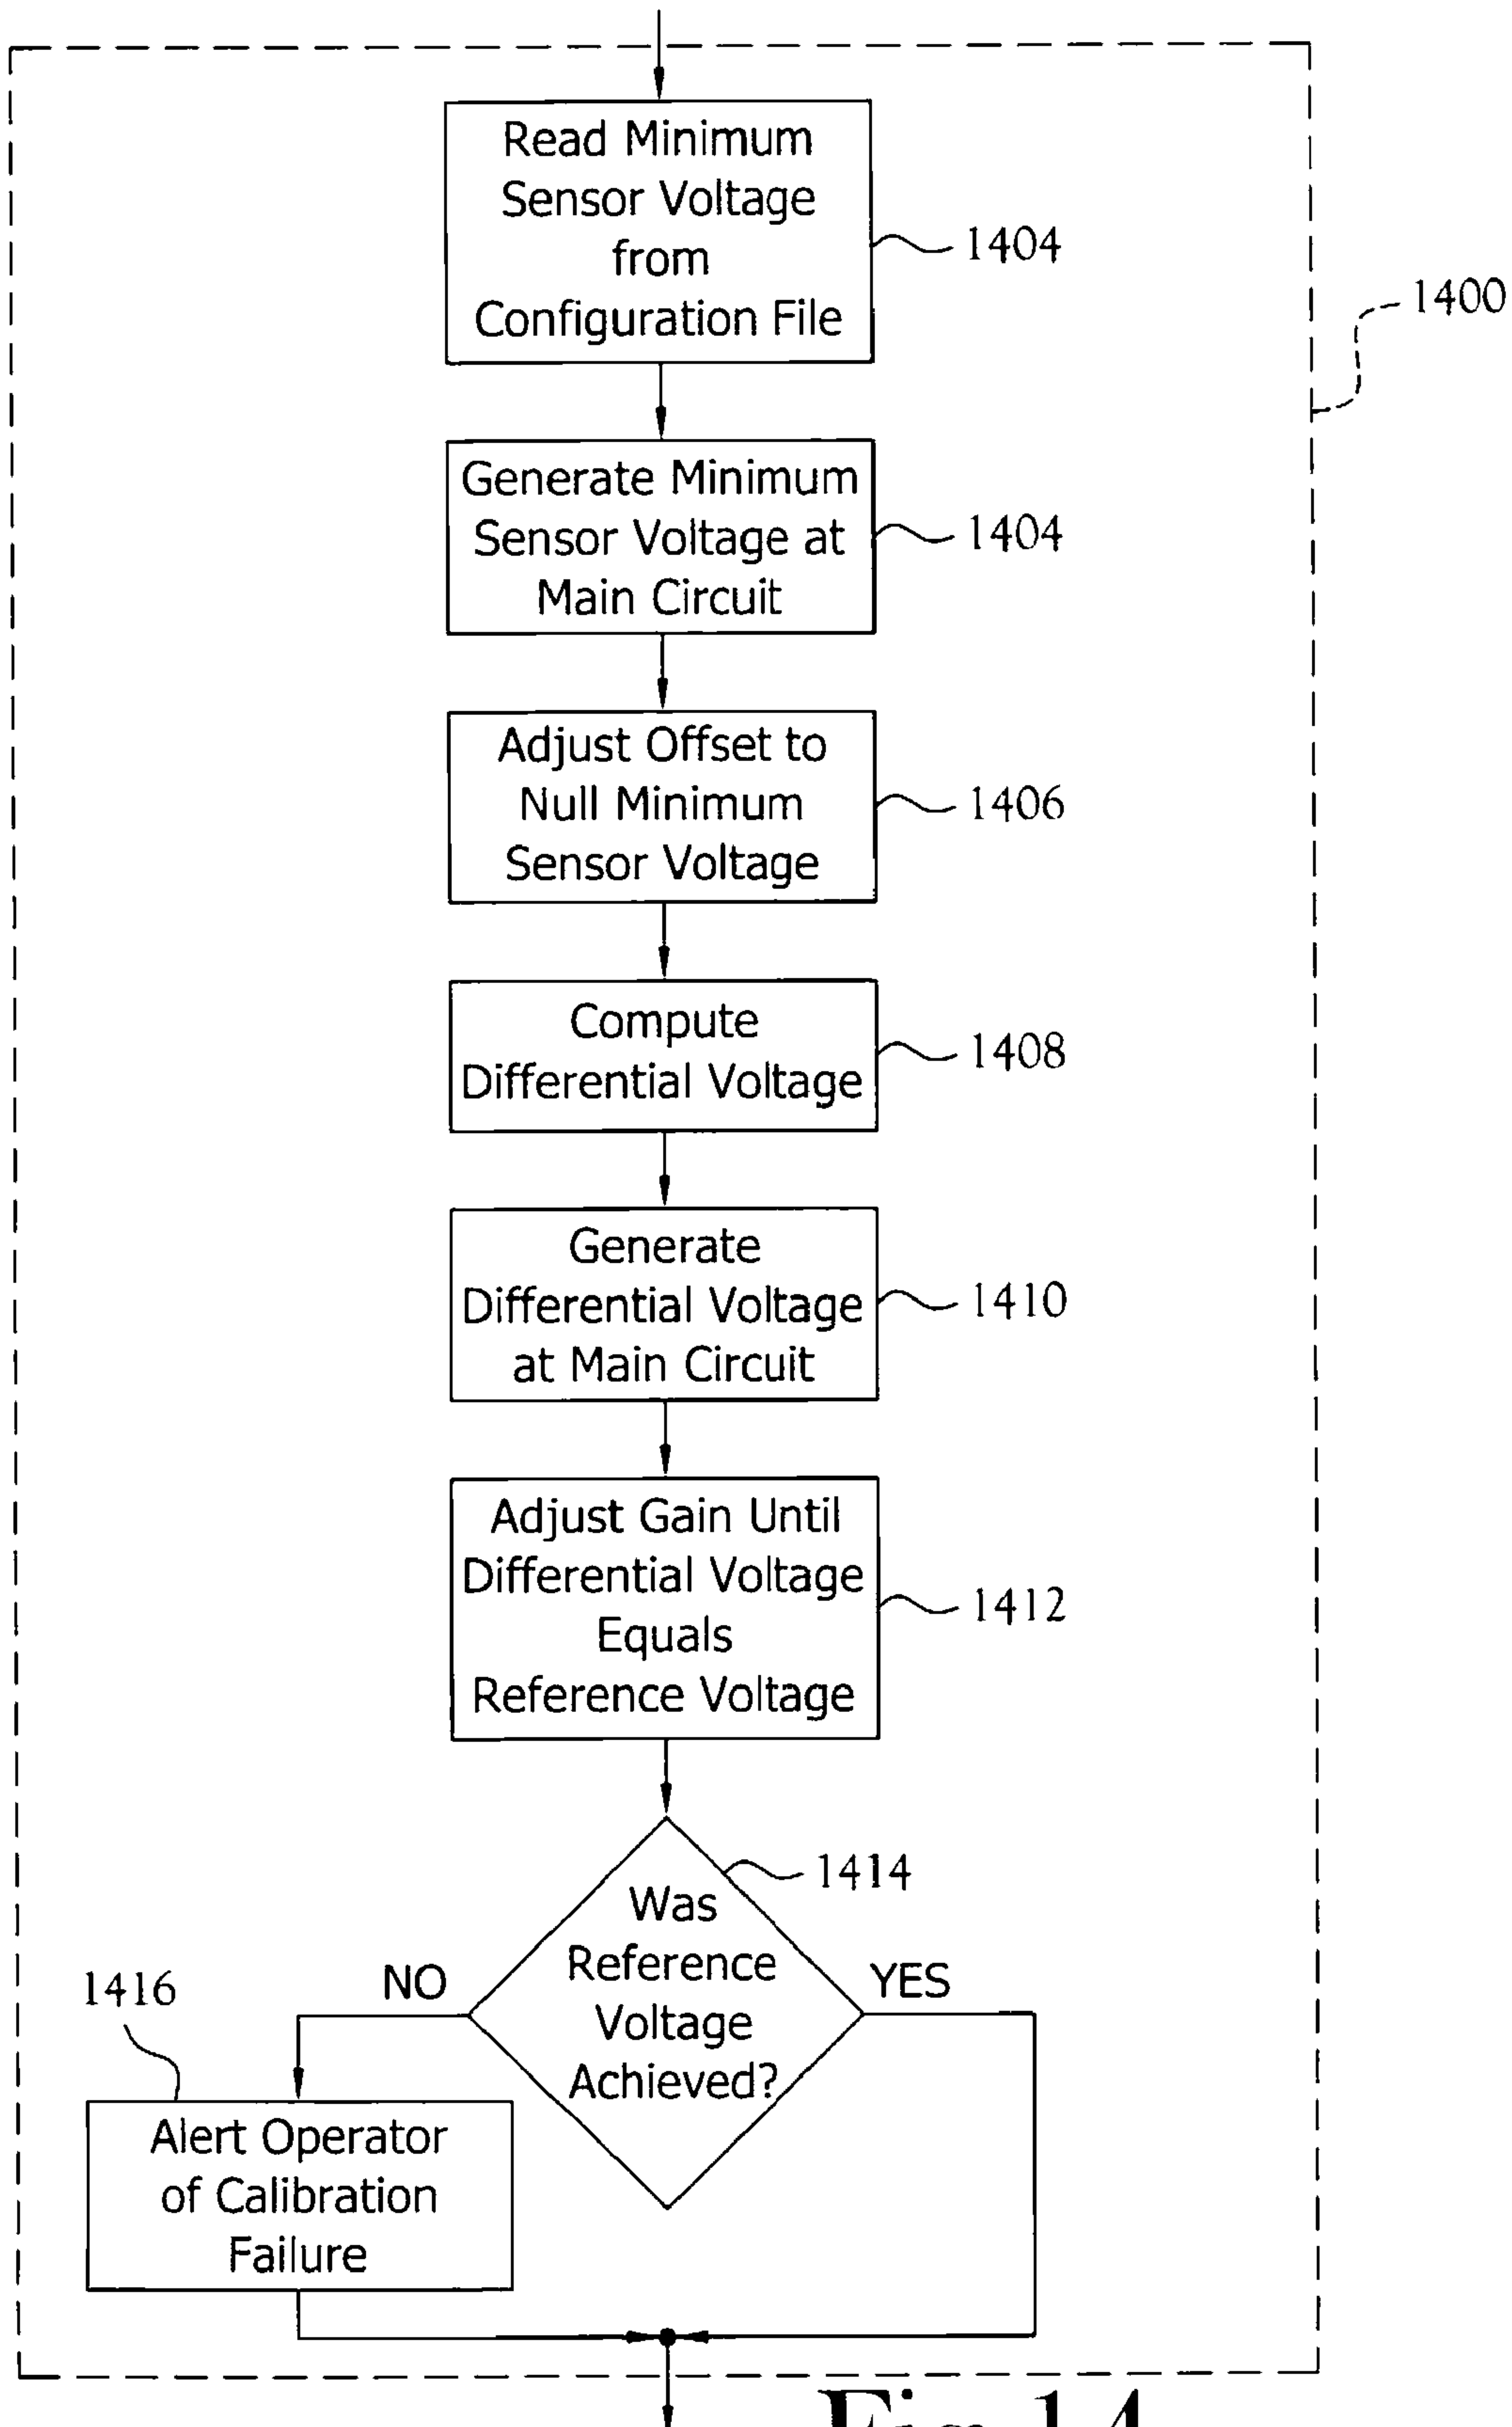 Read Minimum
Sensor Voltage
from
Configuration File
1404
1400
Generate Minimum
Sensor Voltage at
Main Circuit
1404
Adjust Offset to
Null Minimum
Sensor Voltage
1406
Compute
Differential Voltage
1408
Generate
Differential Voltage
at Main Circuit
1410
Adjust Gain Until
Differential Voltage
Equals
Reference Voltage
1412
1414
Was
Reference
Voltage
Achieved?
NO
YES
1416
Alert Operator
of Calibration
Failure
Fig. 14